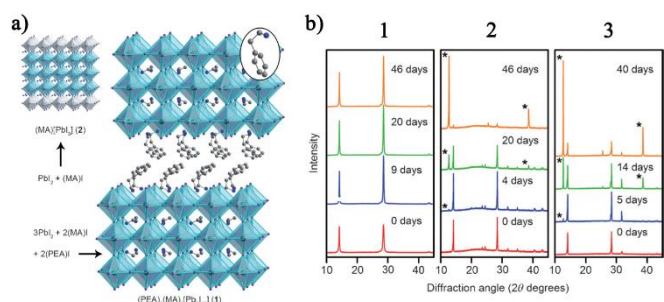 a)
(MA)[PbI₃] (2)
PbI₂ + (MA)I
3PbI₂ + 2(MA)I
+ 2(PEA)I
(PEA)₂(MA)₂[Pb₃I₁₀] (1)
b)
1
2
3
46 days
20 days
9 days
0 days
* 46 days
*
20 days
* *
4 days
*
0 days
* 40 days
*
14 days
* *
5 days
*
0 days
Intensity
10 20 30 40
10 20 30 40
10 20 30 40
Diffraction angle (2θ degrees)